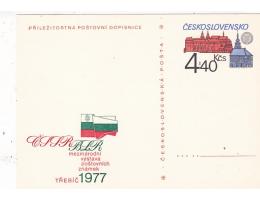 PŘÍLEŽITOSTNÁ POŠTOVNÍ DOPISNICE
ČESKOSLOVENSKO
4,40 Kčs
ČESKOSLOVENSKÁ POŠTA
ČSSR BLR
mezinárodní
výstava
poštovních
známek
TŘEBÍČ 1977